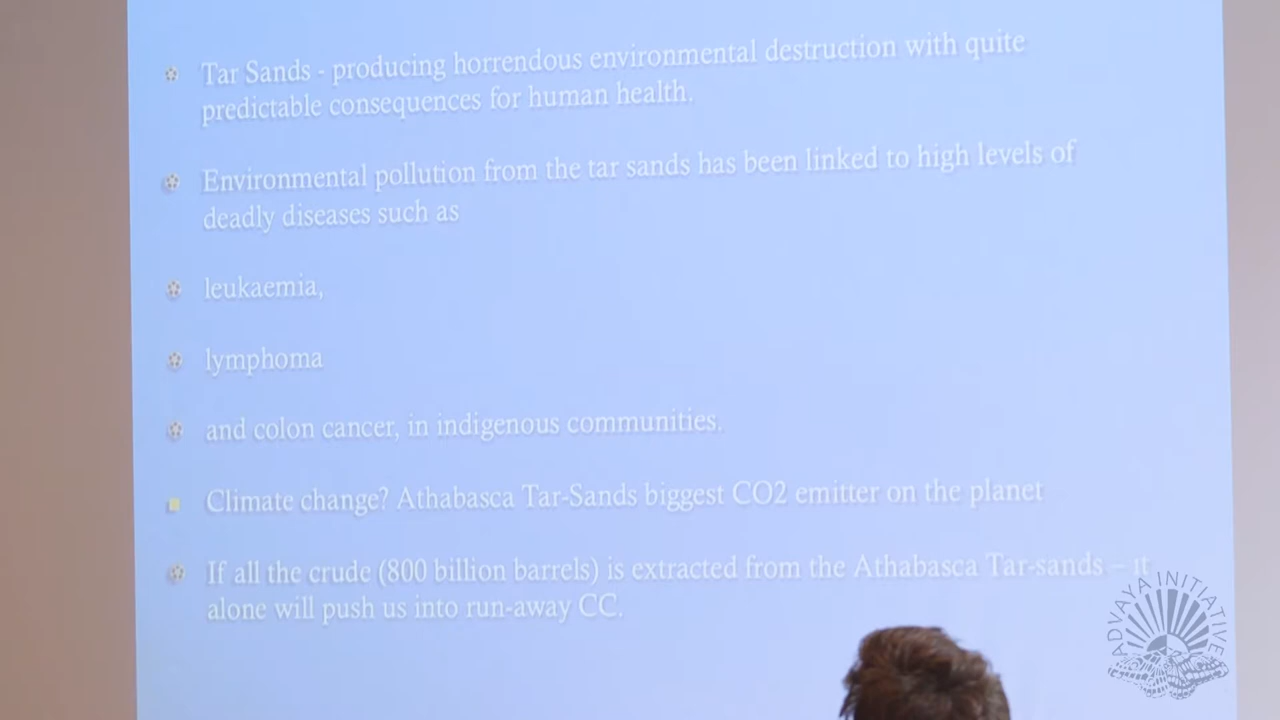 Tar Sands - producing horrendous environmental destruction with quite
predictable consequences for human health.
Environmental pollution from the tar sands has been linked to high levels of
deadly diseases such as
leukaemia,
lymphoma
and colon cancer, in indigenous communities.
Climate change? Athabasca Tar-Sands biggest CO2 emitter on the planet
If all the crude (800 billion barrels) is extracted from the Athabasca Tar-sands – it
alone will push us into run-away CC.
ADVAYA INITIATIVE